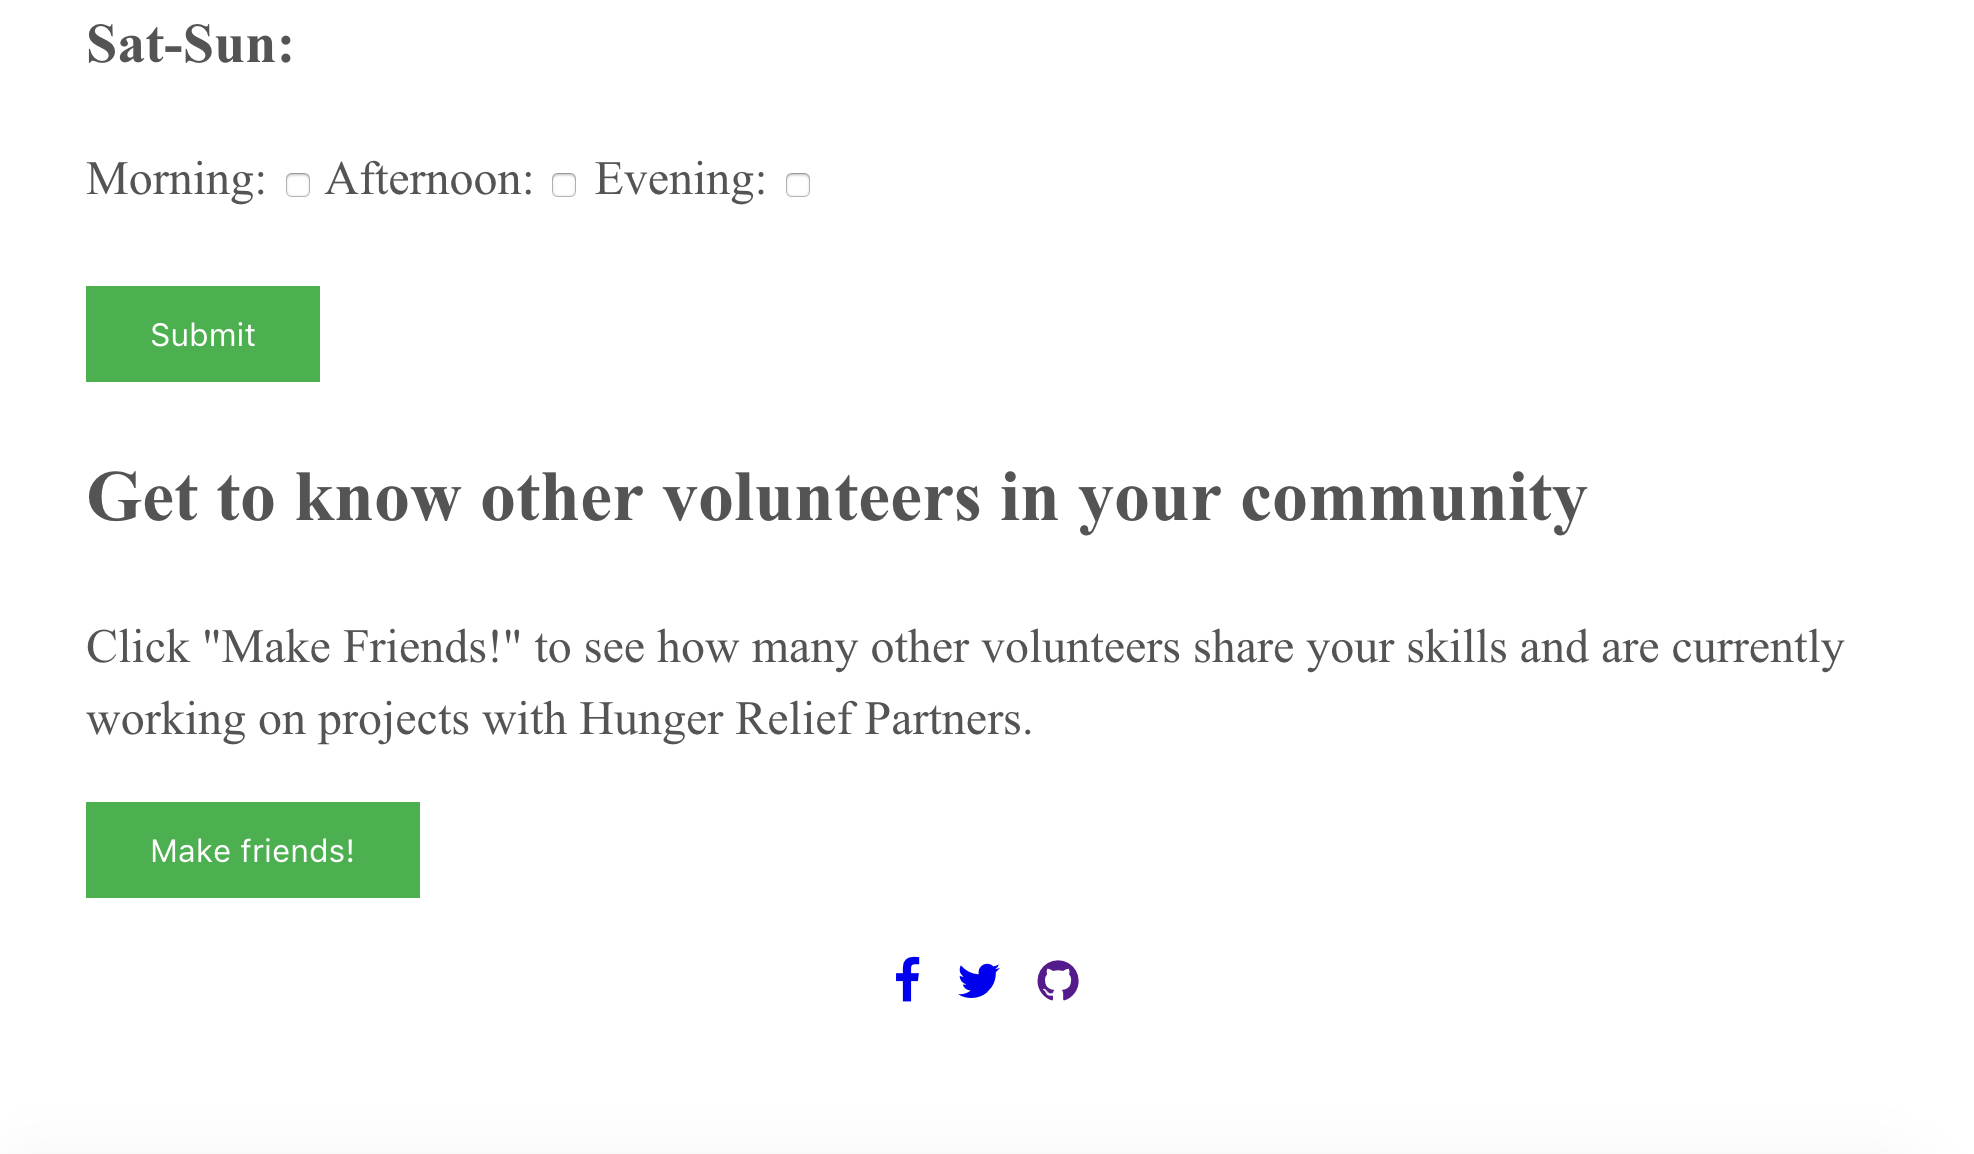 Sat-Sun:
Morning: Afternoon: Evening:
Submit
Get to know other volunteers in your community
Click "Make Friends!" to see how many other volunteers share your skills and are currently
working on projects with Hunger Relief Partners.
Make friends!